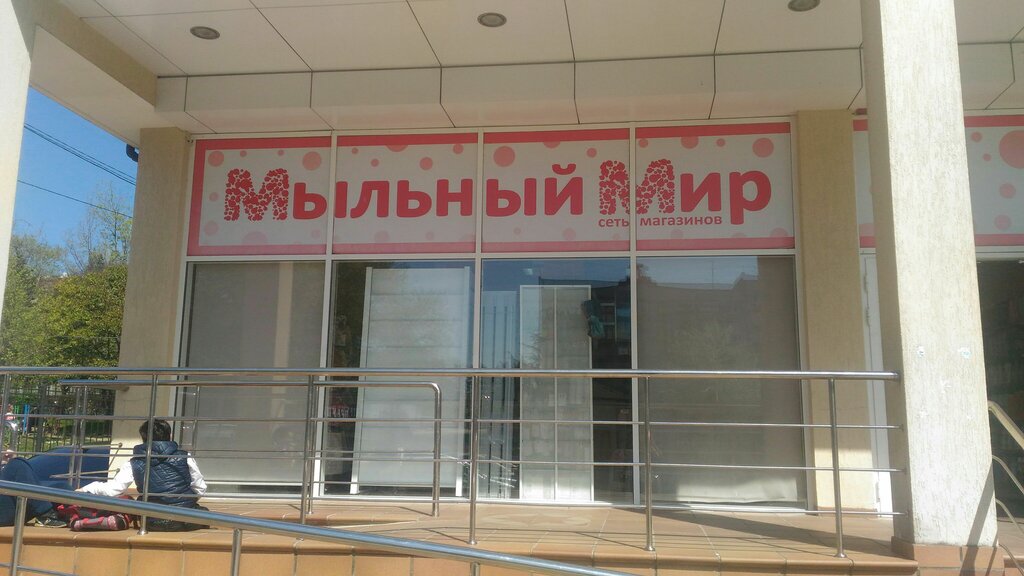 Мыльный Мир
сеть магазинов